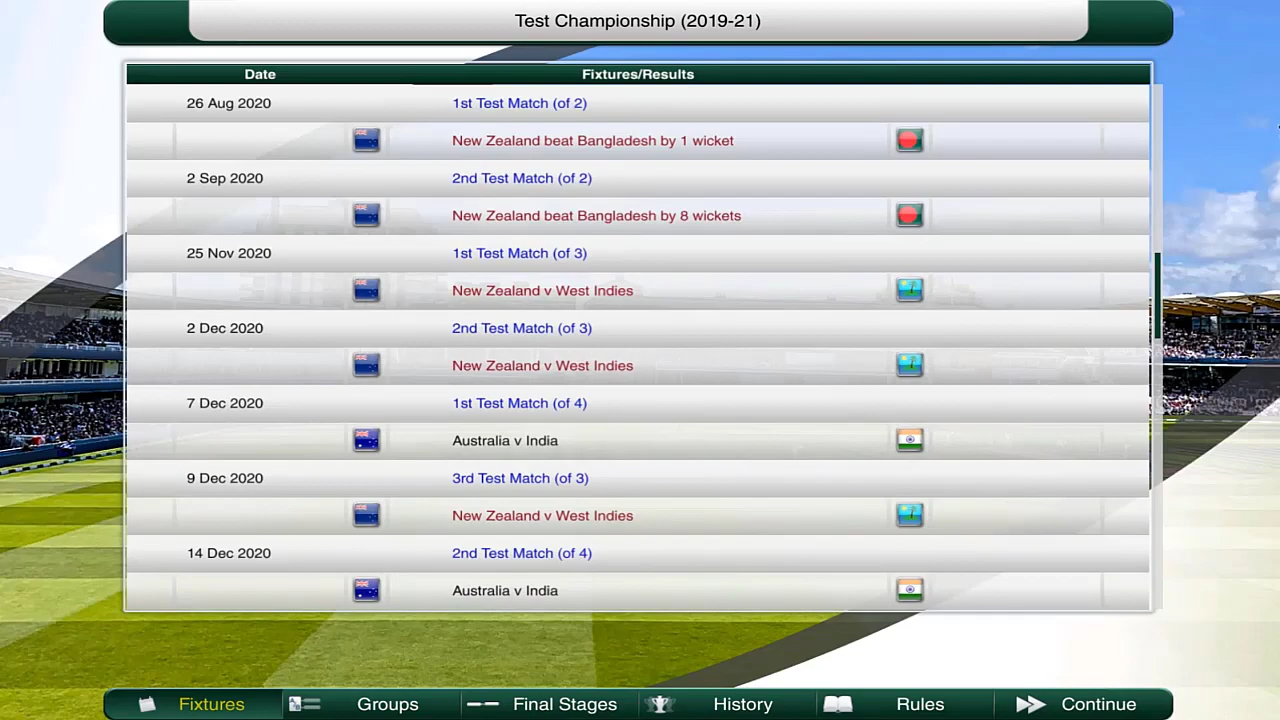 Test Championship (2019-21)
Date Fixtures/Results
26 Aug 2020 1st Test Match (of 2)
New Zealand beat Bangladesh by 1 wicket
2 Sep 2020 2nd Test Match (of 2)
New Zealand beat Bangladesh by 8 wickets
25 Nov 2020 1st Test Match (of 3)
New Zealand v West Indies
2 Dec 2020 2nd Test Match (of 3)
New Zealand v West Indies
7 Dec 2020 1st Test Match (of 4)
Australia v India
9 Dec 2020 3rd Test Match (of 3)
New Zealand v West Indies
14 Dec 2020 2nd Test Match (of 4)
Australia v India
Fixtures Groups Final Stages History Rules Continue